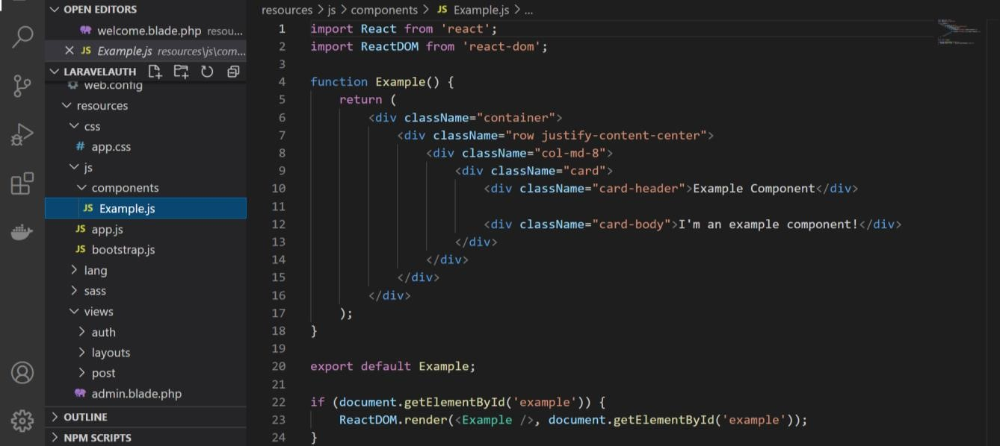 OPEN EDITORS
welcome.blade.php resou...
JS Example.js resources\js\com...
LARAVELAUTH
web.config
resources
css
# app.css
js
components
JS Example.js
JS app.js
JS bootstrap.js
lang
sass
views
auth
layouts
post
admin.blade.php
OUTLINE
NPM SCRIPTS
resources > js > components > JS Example.js > ...
1 import React from 'react';
2 import ReactDOM from 'react-dom';
3
4 function Example() {
5 return (
6 <div className="container">
7 <div className="row justify-content-center">
8 <div className="col-md-8">
9 <div className="card">
10 <div className="card-header">Example Component</div>
11
12 <div className="card-body">I'm an example component!</div>
13 </div>
14 </div>
15 </div>
16 </div>
17 );
18 }
19
20 export default Example;
21
22 if (document.getElementById('example')) {
23 ReactDOM.render(<Example />, document.getElementById('example'));
24 }